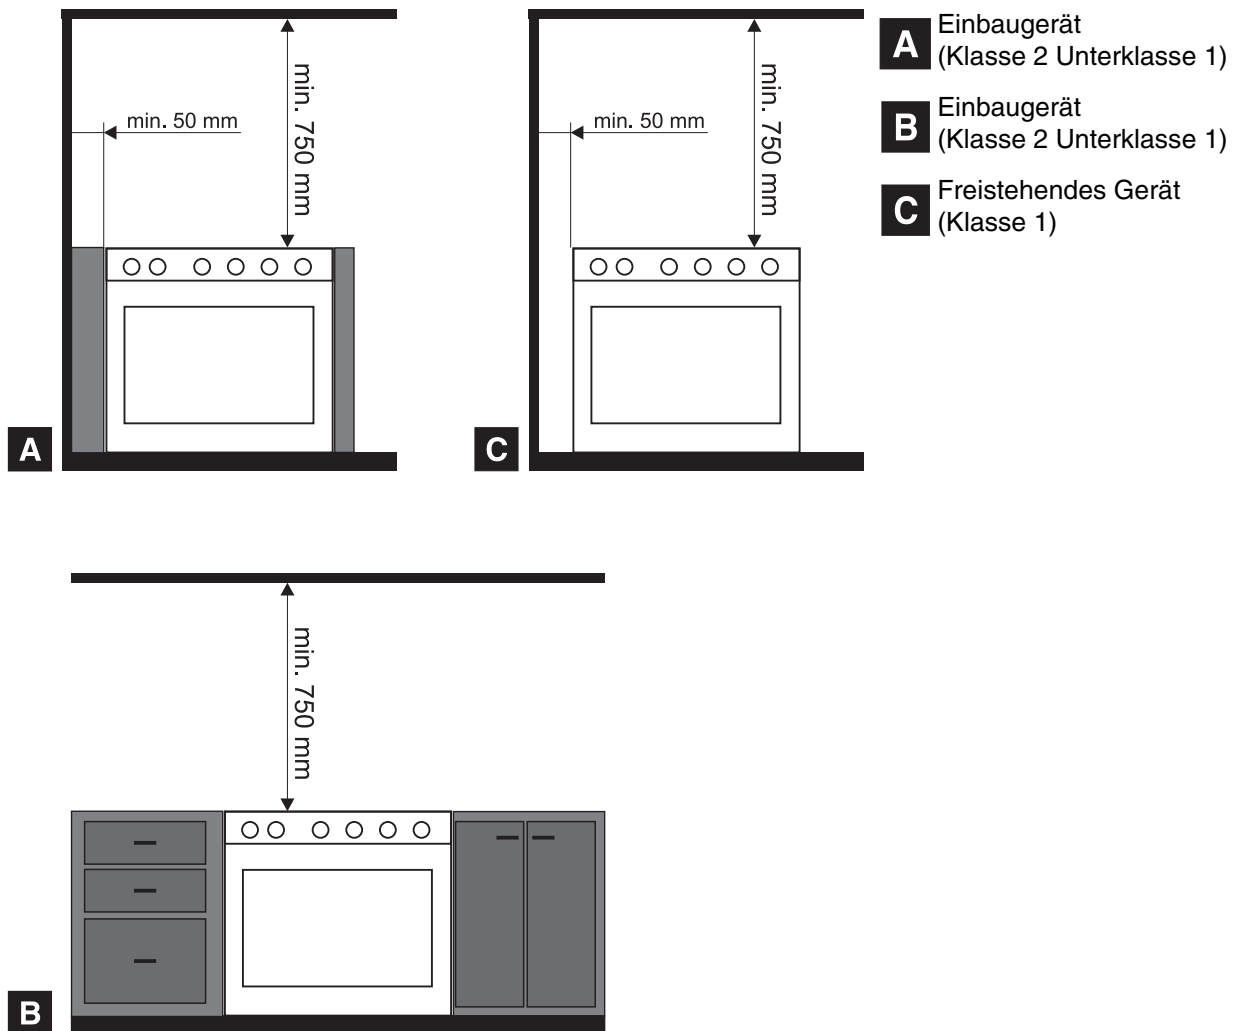 min. 750 mm
min. 50 mm
A
min. 750 mm
min. 50 mm
C
A
Einbaugerät
(Klasse 2 Unterklasse 1)
B
Einbaugerät
(Klasse 2 Unterklasse 1)
C
Freistehendes Gerät
(Klasse 1)
min. 750 mm
B